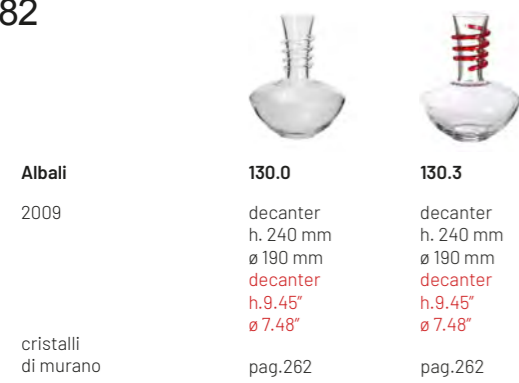 82
Albali
2009
cristalli
di murano
130.0
decanter
h. 240 mm
ø 190 mm
decanter
h.9.45”
ø 7.48”
pag.262
130.3
decanter
h. 240 mm
ø 190 mm
decanter
h.9.45”
ø 7.48”
pag.262